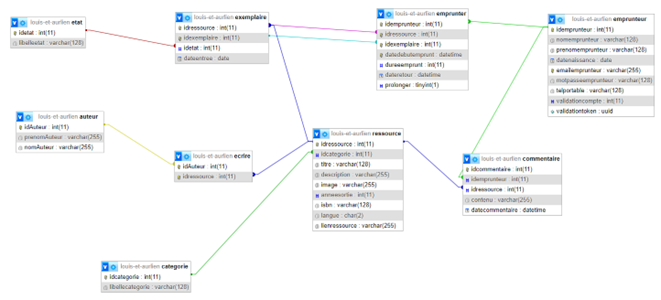 louis-et-aurlien etat
idetat : int(11)
libelleetat : varchar(128)
louis-et-aurlien exemplaire
idressource : int(11)
idexemplaire : int(11)
idetat : int(11)
dateentree : date
louis-et-aurlien emprunter
idemprunteur : int(11)
idressource : int(11)
idexemplaire : int(11)
datedebutemprunt : datetime
dureeemprunt : int(11)
dateretour : datetime
prolonger : tinyint(1)
louis-et-aurlien emprunteur
idemprunteur : int(11)
nomemprunteur : varchar(128)
prenomemprunteur : varchar(128)
datenaissance : date
emailemprunteur : varchar(255)
motpasseemprunteur : varchar(128)
telportable : varchar(128)
validationcompte : int(11)
validationtoken : uuid
louis-et-aurlien auteur
idAuteur : int(11)
prenomAuteur : varchar(255)
nomAuteur : varchar(255)
louis-et-aurlien ecrire
idAuteur : int(11)
idressource : int(11)
louis-et-aurlien ressource
idressource : int(11)
idcategorie : int(11)
titre : varchar(128)
description : varchar(255)
image : varchar(255)
anneesortie : int(11)
isbn : varchar(128)
langue : char(2)
lienressource : varchar(255)
louis-et-aurlien commentaire
idcommentaire : int(11)
idemprunteur : int(11)
idressource : int(11)
contenu : varchar(255)
datecommentaire : datetime
louis-et-aurlien categorie
idcategorie : int(11)
libellecategorie : varchar(128)